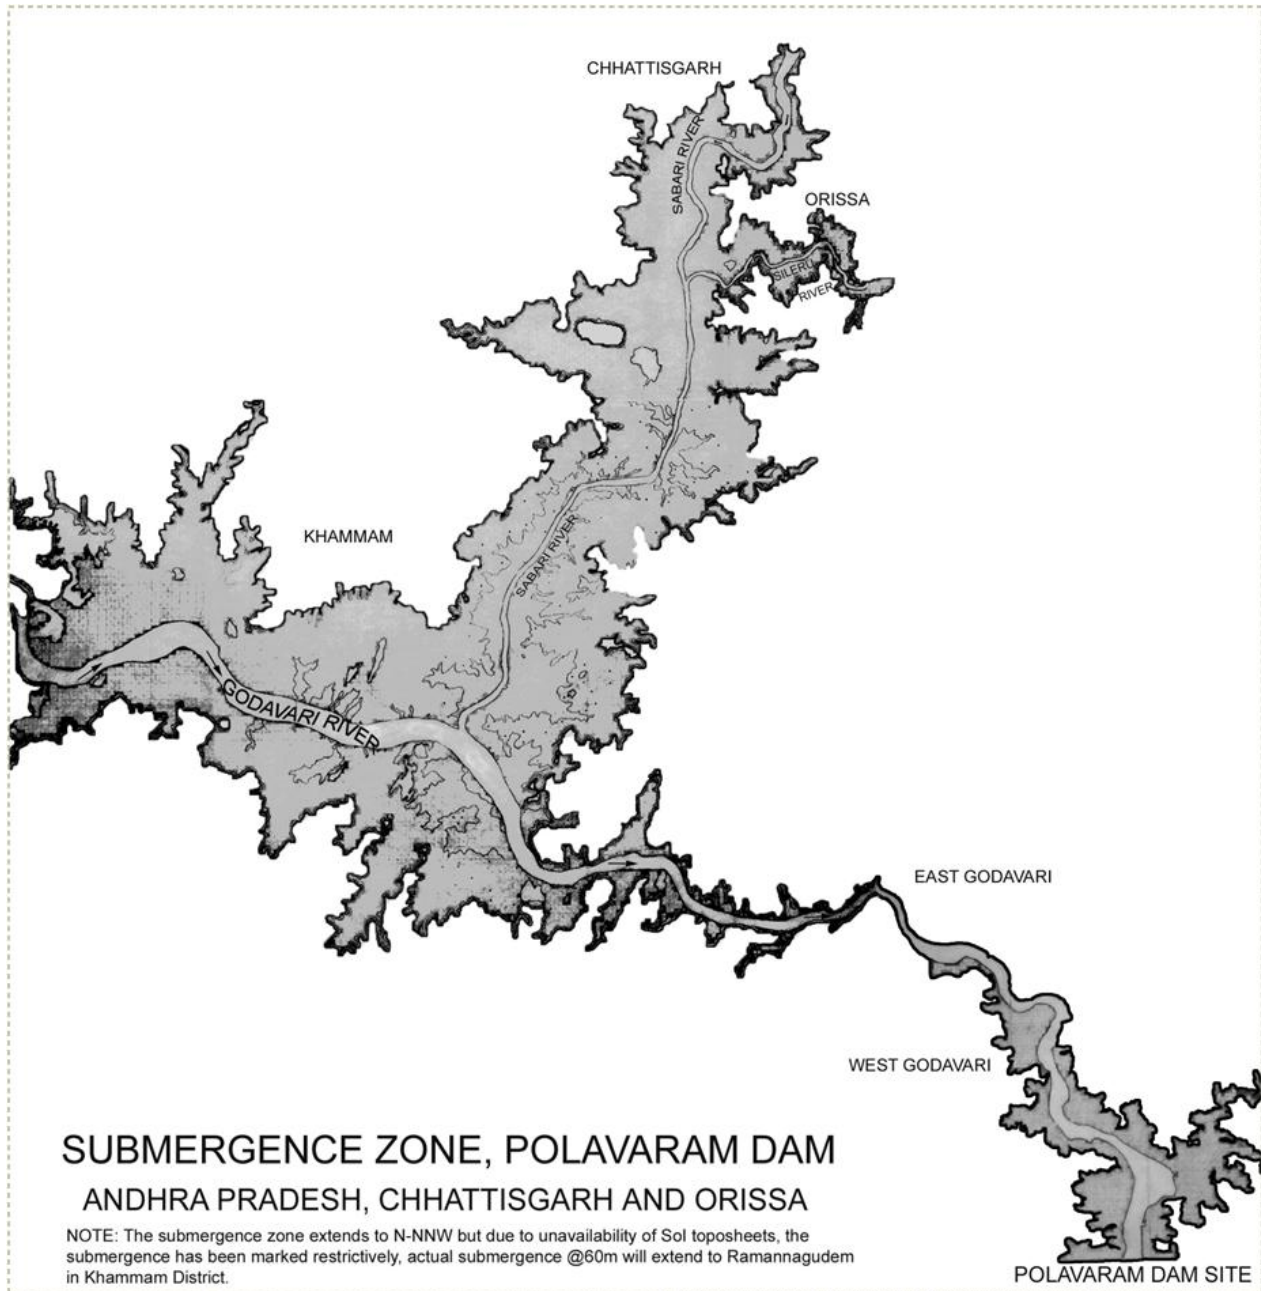 CHHATTISGARH
SABARI RIVER
ORISSA
SILERU
RIVER
KHAMMAM
SABARI RIVER
GODAVARI RIVER
EAST GODAVARI
WEST GODAVARI
SUBMERGENCE ZONE, POLAVARAM DAM
ANDHRA PRADESH, CHHATTISGARH AND ORISSA
NOTE: The submergence zone extends to N-NNW but due to unavailability of SoI toposheets, the
submergence has been marked restrictively, actual submergence @60m will extend to Ramannagudem
in Khammam District.
POLAVARAM DAM SITE